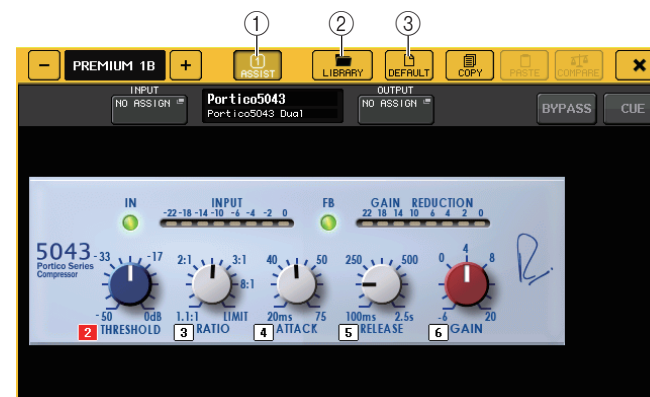 ① ② ③
− PREMIUM 1B + 1 ASSIST LIBRARY DEFAULT COPY PASTE COMPARE ×
INPUT OUTPUT
NO ASSIGN Portico5043 NO ASSIGN
Portico5043 Dual
BYPASS CUE
IN INPUT FB GAIN REDUCTION
-22 -18 -14 -10 -6 -4 -2 0 22 18 14 10 6 4 2 0
5043
Portico Series
Compressor
-33 -17 2:1 3:1 40 50 250 500 0 4 8
8:1
-50 0dB 1.1:1 LIMIT 20ms 75 100ms 2.5s -6 20
2 THRESHOLD 3 RATIO 4 ATTACK 5 RELEASE 6 GAIN